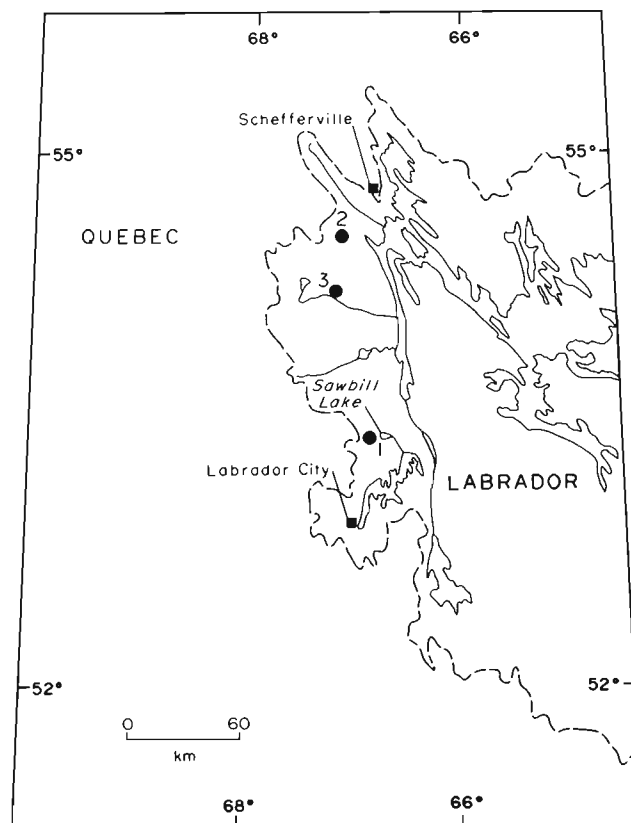 68° 66°
Schefferville
55° 55°
2
QUEBEC
3
Sawbill
Lake
1
Labrador City
LABRADOR
52° 52°
0 60
km
68° 66°